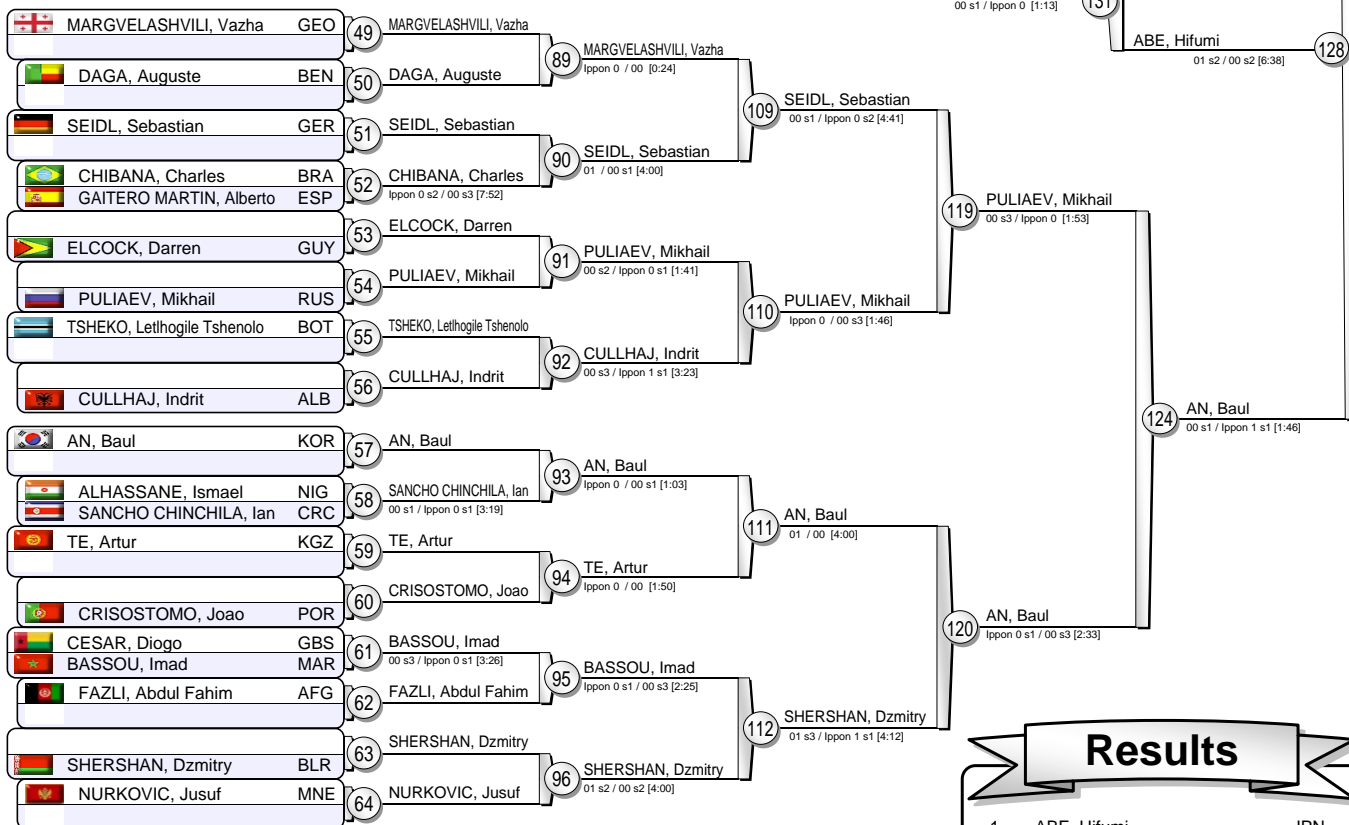 00 s1 / Ippon 0 [1:13]
131
ABE, Hifumi
01 s2 / 00 s2 [6:38]
128
MARGVELASHVILI, Vazha GEO
49
MARGVELASHVILI, Vazha
DAGA, Auguste BEN
50
DAGA, Auguste
89
MARGVELASHVILI, Vazha
Ippon 0 / 00 [0:24]
SEIDL, Sebastian GER
51
SEIDL, Sebastian
CHIBANA, Charles BRA
GAITERO MARTIN, Alberto ESP
52
CHIBANA, Charles
Ippon 0 s2 / 00 s3 [7:52]
90
SEIDL, Sebastian
01 / 00 s1 [4:00]
109
SEIDL, Sebastian
00 s1 / Ippon 0 s2 [4:41]
ELCOCK, Darren GUY
53
ELCOCK, Darren
PULIAEV, Mikhail RUS
54
PULIAEV, Mikhail
91
PULIAEV, Mikhail
00 s2 / Ippon 0 s1 [1:41]
TSHEKO, Letlhogile Tshenolo BOT
55
TSHEKO, Letlhogile Tshenolo
CULLHAJ, Indrit ALB
56
CULLHAJ, Indrit
92
CULLHAJ, Indrit
00 s3 / Ippon 1 s1 [3:23]
110
PULIAEV, Mikhail
Ippon 0 / 00 s3 [1:46]
119
PULIAEV, Mikhail
00 s3 / Ippon 0 [1:53]
AN, Baul KOR
57
AN, Baul
ALHASSANE, Ismael NIG
SANCHO CHINCHILA, Ian CRC
58
SANCHO CHINCHILA, Ian
00 s1 / Ippon 0 s1 [3:19]
93
AN, Baul
Ippon 0 / 00 s1 [1:03]
TE, Artur KGZ
59
TE, Artur
CRISOSTOMO, Joao POR
60
CRISOSTOMO, Joao
94
TE, Artur
Ippon 0 / 00 [1:50]
111
AN, Baul
01 / 00 [4:00]
CESAR, Diogo GBS
BASSOU, Imad MAR
61
BASSOU, Imad
00 s3 / Ippon 0 s1 [3:26]
FAZLI, Abdul Fahim AFG
62
FAZLI, Abdul Fahim
95
BASSOU, Imad
Ippon 0 s1 / 00 s3 [2:25]
SHERSHAN, Dzmitry BLR
63
SHERSHAN, Dzmitry
NURKOVIC, Jusuf MNE
64
NURKOVIC, Jusuf
96
SHERSHAN, Dzmitry
01 s2 / 00 s2 [4:00]
112
SHERSHAN, Dzmitry
01 s3 / Ippon 1 s1 [4:12]
120
AN, Baul
Ippon 0 s1 / 00 s3 [2:33]
124
AN, Baul
00 s1 / Ippon 1 s1 [1:46]
Results
1 ABE, Hifumi JPN